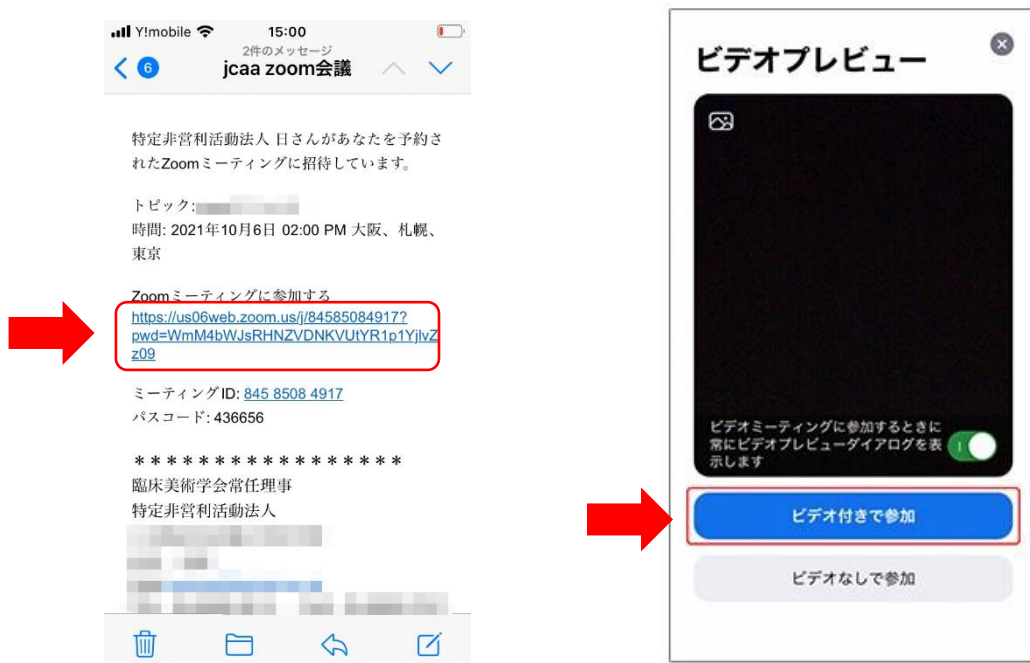 Y!mobile 15:00
2件のメッセージ
6 jcaa zoom会議
特定非営利活動法人 日さんがあなたを予約さ
れたZoomミーティングに招待しています。
トピック:
時間: 2021年10月6日 02:00 PM 大阪、札幌、
東京
Zoomミーティングに参加する
https://us06web.zoom.us/j/84585084917?
pwd=WmM4bWJsRHNZVDNKVUtYR1p1YjlvZ
z09
ミーティングID: 845 8508 4917
パスコード: 436656
*****************
臨床美術学会常任理事
特定非営利活動法人
ビデオプレビュー
ビデオミーティングに参加するときに
常にビデオプレビューダイアログを表
示します
ビデオ付きで参加
ビデオなしで参加